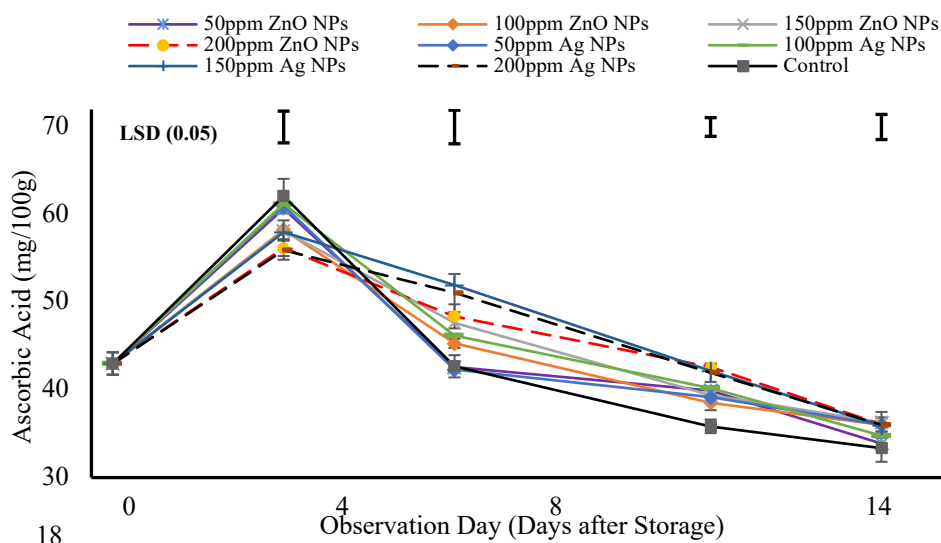 50ppm ZnO NPs 100ppm ZnO NPs 150ppm ZnO NPs
200ppm ZnO NPs 50ppm Ag NPs 100ppm Ag NPs
150ppm Ag NPs 200ppm Ag NPs Control
LSD (0.05)
70
60
50
40
30
Ascorbic Acid (mg/100g)
0 4 8 14
Observation Day (Days after Storage)
18